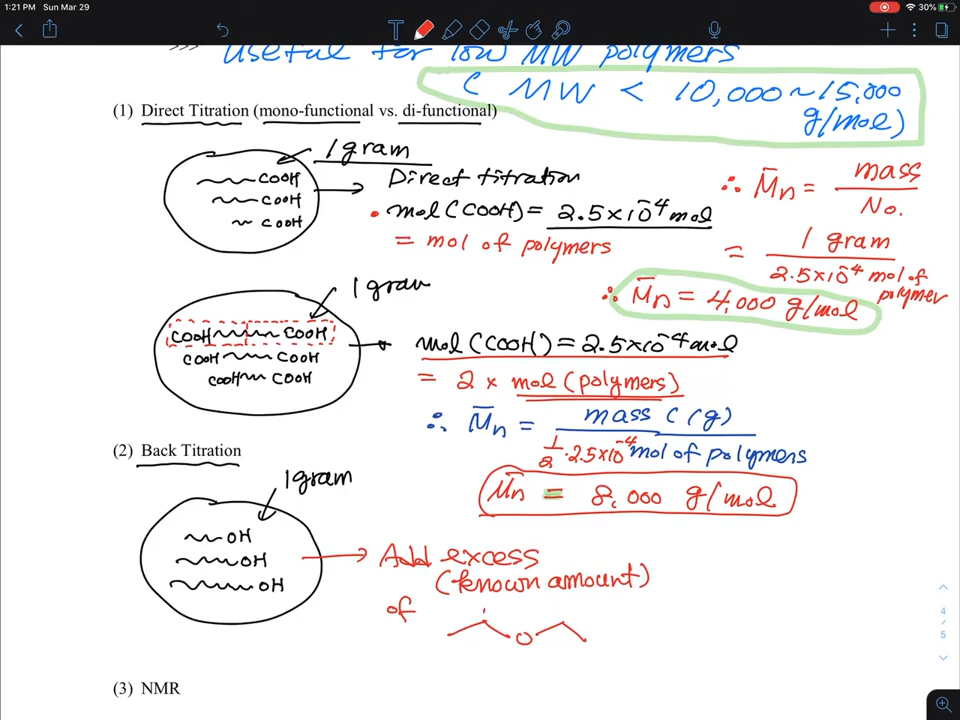 1:21 PM Sun Mar 29
30%
>>>
useful for low MW polymers
( MW < 10,000 ~ 15,000
g/mol)
(1) Direct Titration (mono-functional vs. di-functional)
1 gram
~COOH
~COOH
~COOH
Direct titration
• mol(COOH) = 2.5×10⁻⁴ mol
= mol of polymers
∴ M̄n = mass / No.
= 1 gram / 2.5×10⁻⁴ mol of polymer
∴ M̄n = 4,000 g/mol
1 gram
COOH~COOH
COOH~COOH
COOH~COOH
mol(COOH) = 2.5×10⁻⁴ mol
= 2 × mol(polymers)
∴ M̄n = mass (1g) / ½·2.5×10⁻⁴ mol of polymers
M̄n = 8,000 g/mol
(2) Back Titration
1 gram
~OH
~OH
~OH
Add excess
(known amount)
of
O
(3) NMR
4
/
5